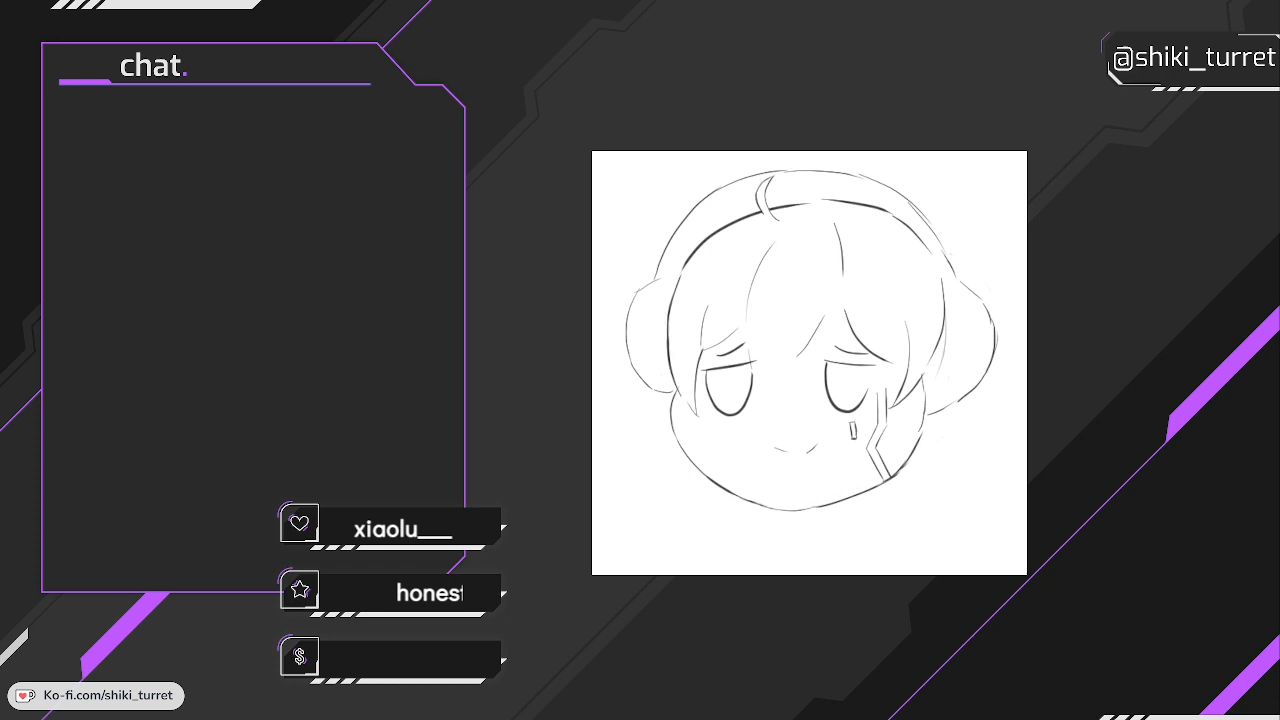 chat.
@shiki_turret
xiaolu___
honest
$
Ko-fi.com/shiki_turret